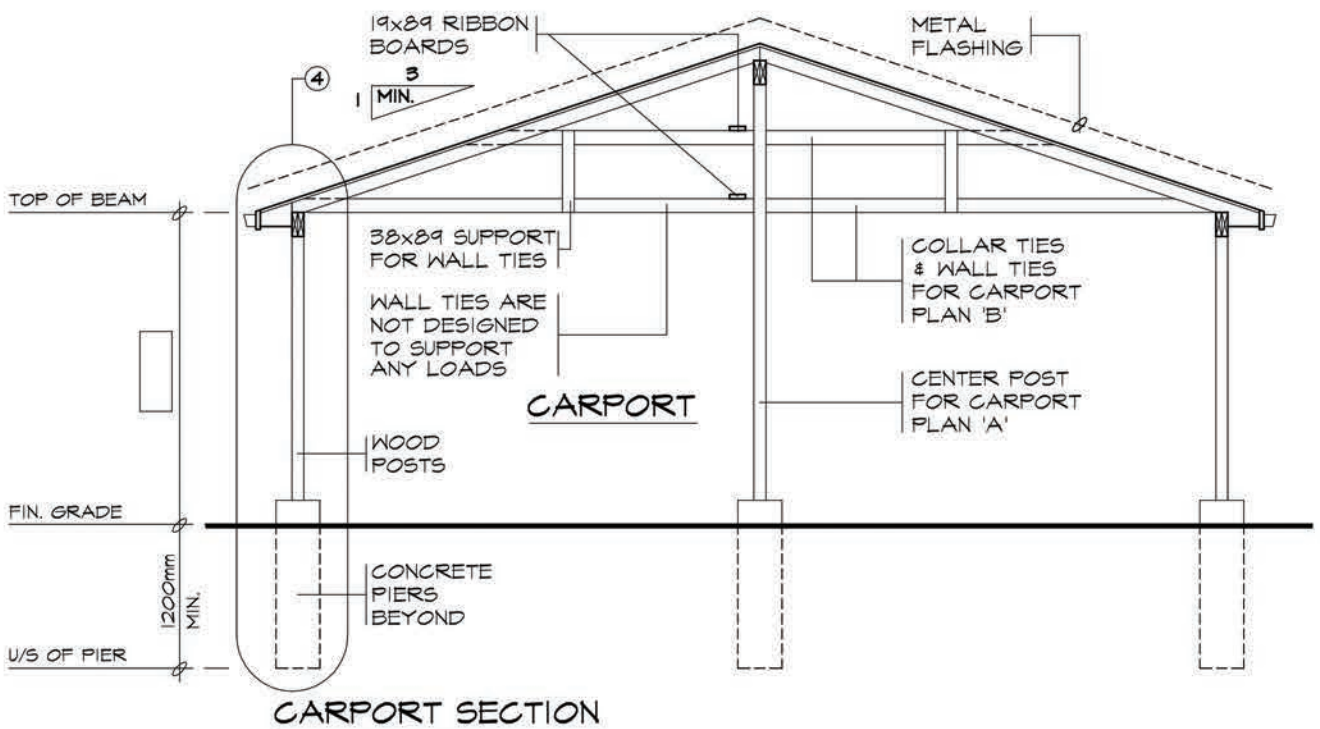 19x89 RIBBON
BOARDS
METAL
FLASHING
4
3
1
MIN.
TOP OF BEAM
38x89 SUPPORT
FOR WALL TIES
COLLAR TIES
& WALL TIES
FOR CARPORT
PLAN 'B'
WALL TIES ARE
NOT DESIGNED
TO SUPPORT
ANY LOADS
CENTER POST
FOR CARPORT
PLAN 'A'
CARPORT
WOOD
POSTS
FIN. GRADE
1200mm
MIN.
CONCRETE
PIERS
BEYOND
U/S OF PIER
CARPORT SECTION